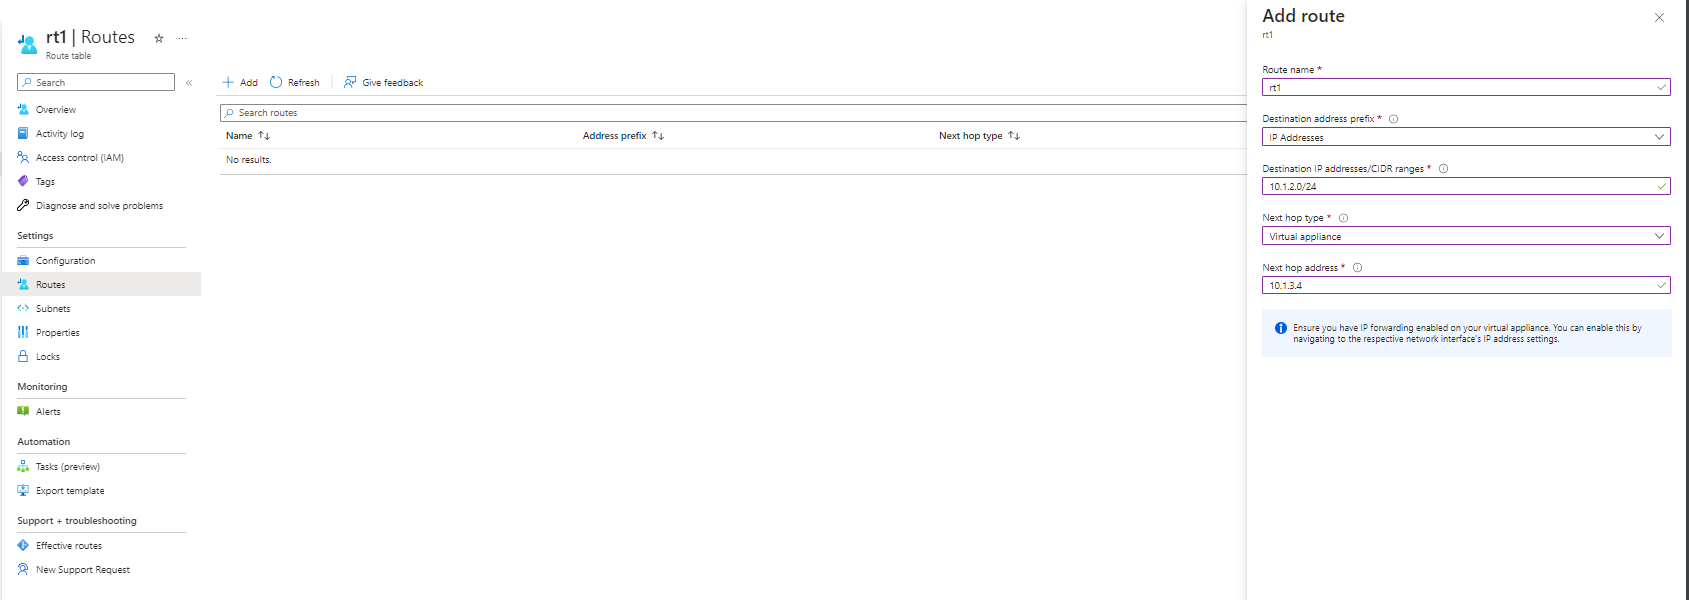 rt1 | Routes
Route table
Search
Overview
Activity log
Access control (IAM)
Tags
Diagnose and solve problems
Settings
Configuration
Routes
Subnets
Properties
Locks
Monitoring
Alerts
Automation
Tasks (preview)
Export template
Support + troubleshooting
Effective routes
New Support Request
Add Refresh Give feedback
Search routes
Name Address prefix Next hop type
No results.
Add route
rt1
Route name *
rt1
Destination address prefix *
IP Addresses
Destination IP addresses/CIDR ranges *
10.1.2.0/24
Next hop type *
Virtual appliance
Next hop address *
10.1.3.4
Ensure you have IP forwarding enabled on your virtual appliance. You can enable this by
navigating to the respective network interface's IP address settings.